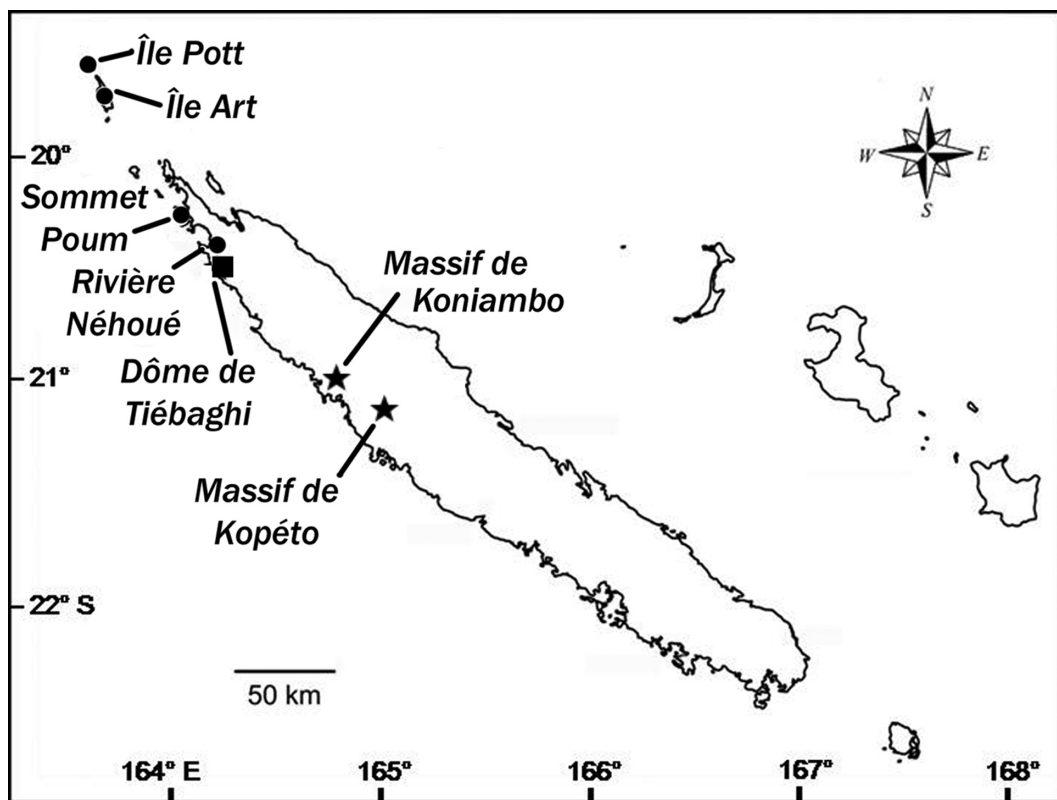 Île Pott
Île Art
N
W E
S
20°
Sommet
Poum
Rivière
Néhoué
Massif de
Koniambo
21°
Dôme de
Tiébaghi
Massif de
Kopéto
22° S
50 km
164° E 165° 166° 167° 168°